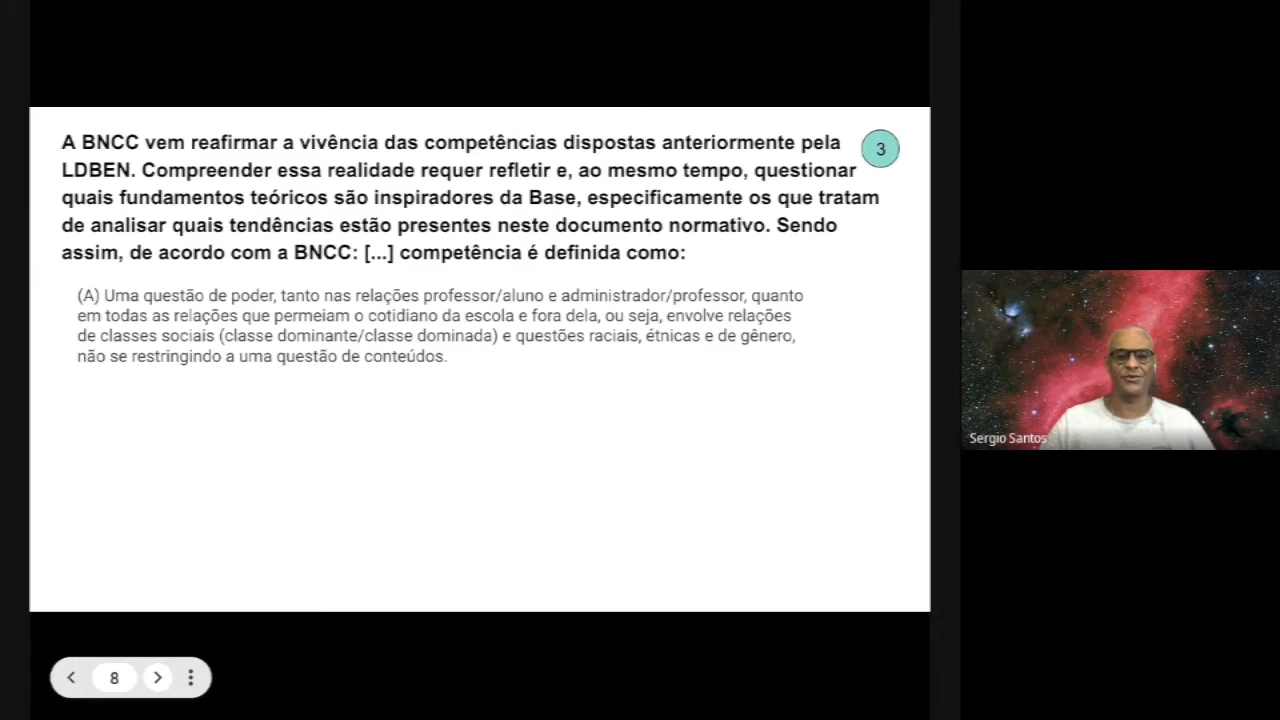 A BNCC vem reafirmar a vivência das competências dispostas anteriormente pela
LDBEN. Compreender essa realidade requer refletir e, ao mesmo tempo, questionar
quais fundamentos teóricos são inspiradores da Base, especificamente os que tratam
de analisar quais tendências estão presentes neste documento normativo. Sendo
assim, de acordo com a BNCC: [...] competência é definida como:
3
(A) Uma questão de poder, tanto nas relações professor/aluno e administrador/professor, quanto
em todas as relações que permeiam o cotidiano da escola e fora dela, ou seja, envolve relações
de classes sociais (classe dominante/classe dominada) e questões raciais, étnicas e de gênero,
não se restringindo a uma questão de conteúdos.
Sergio Santos
8